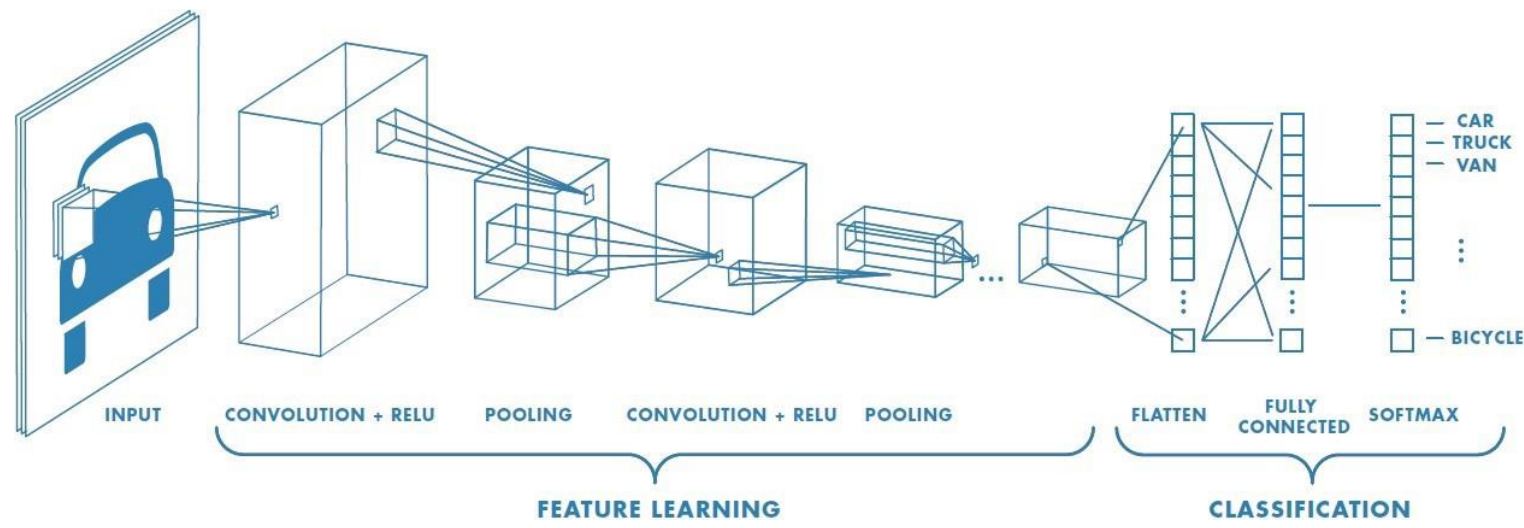 CAR
TRUCK
VAN
BICYCLE
INPUT
CONVOLUTION + RELU
POOLING
CONVOLUTION + RELU
POOLING
FLATTEN
FULLY
CONNECTED
SOFTMAX
FEATURE LEARNING
CLASSIFICATION